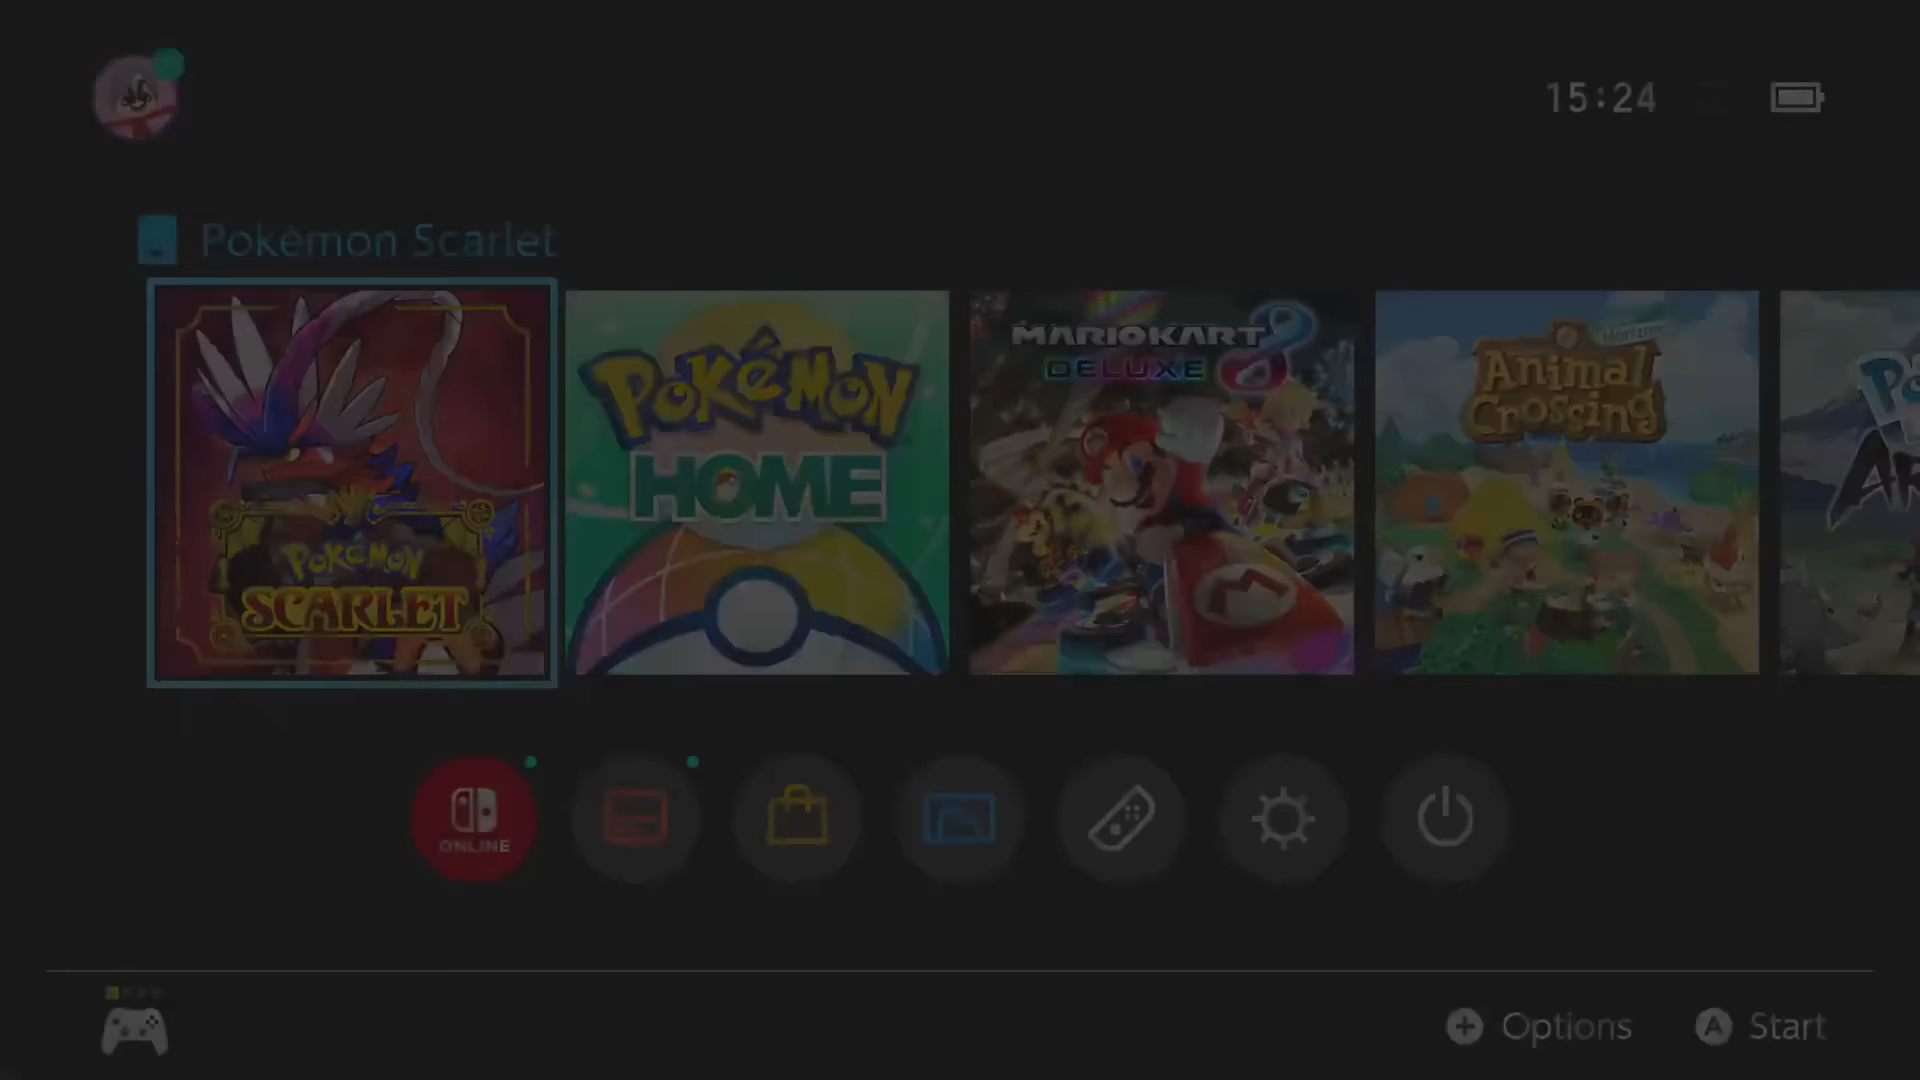 15:24
Pokémon Scarlet
POKÉMON
SCARLET
POKÉMON
HOME
MARIOKART 8
DELUXE
Animal
Crossing
ONLINE
Options
Start